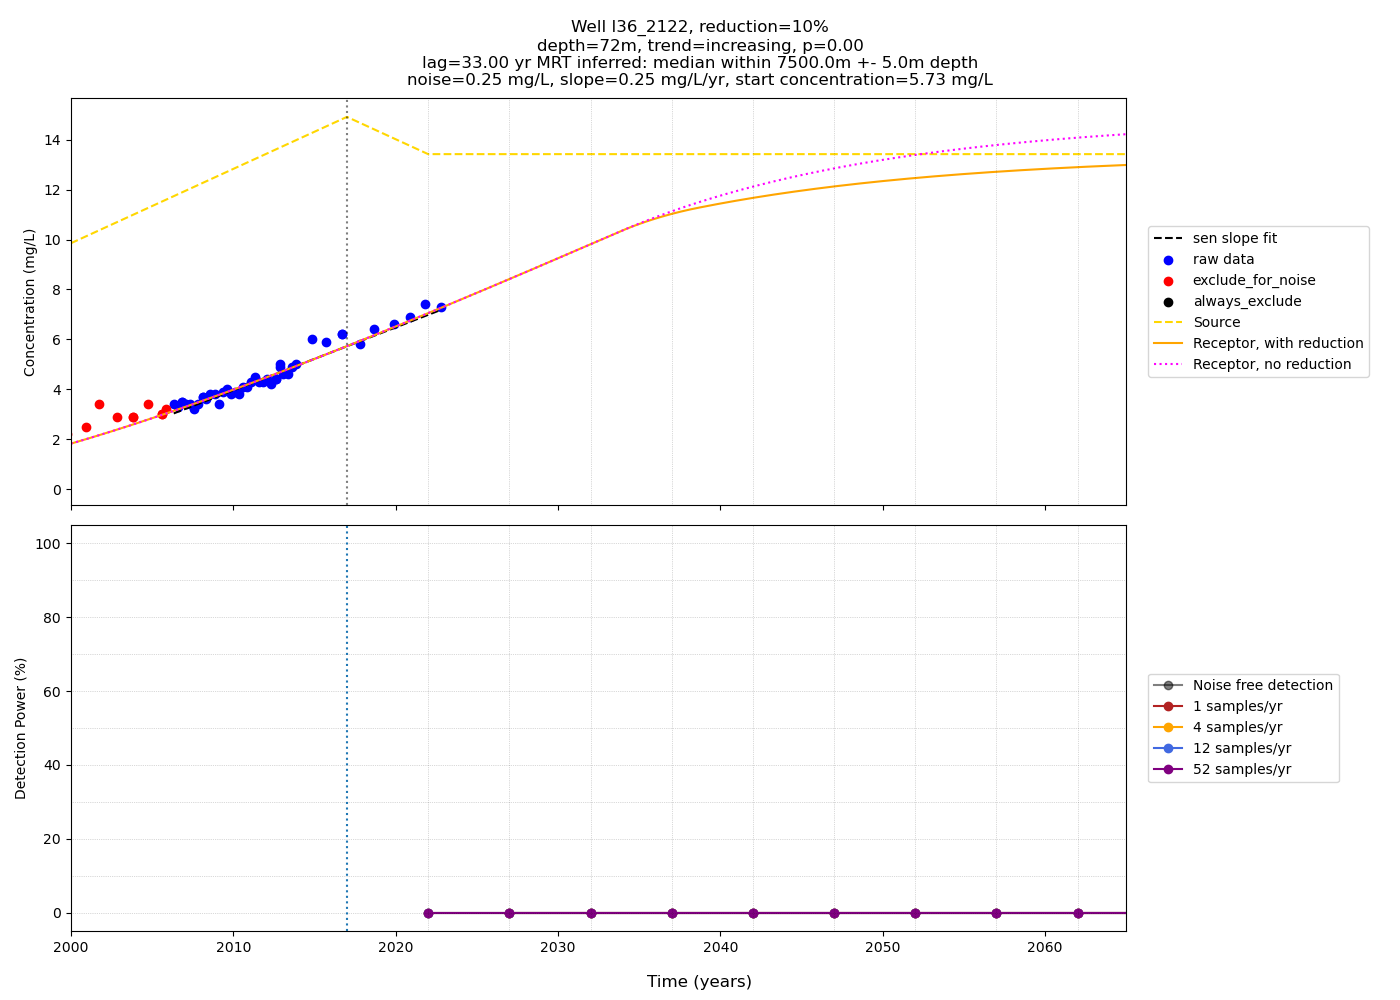 Well l36_2122, reduction=10%
depth=72m, trend=increasing, p=0.00
lag=33.00 yr MRT inferred: median within 7500.0m +- 5.0m depth
noise=0.25 mg/L, slope=0.25 mg/L/yr, start concentration=5.73 mg/L
Concentration (mg/L)
14
12
10
8
6
4
2
0
sen slope fit
raw data
exclude_for_noise
always_exclude
Source
Receptor, with reduction
Receptor, no reduction
Detection Power (%)
100
80
60
40
20
0
Noise free detection
1 samples/yr
4 samples/yr
12 samples/yr
52 samples/yr
2000 2010 2020 2030 2040 2050 2060
Time (years)